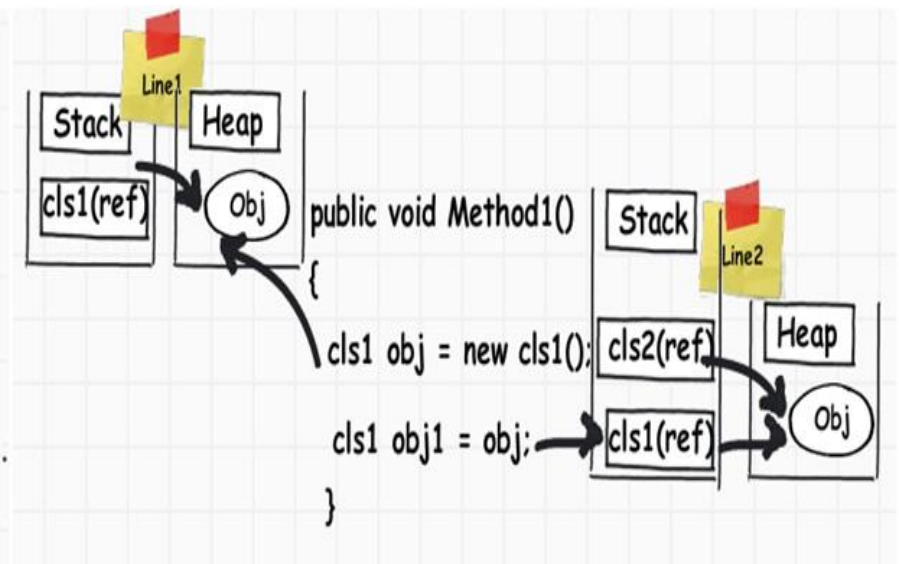 Line1
Stack
Heap
cls1(ref)
Obj
public void Method1()
{
cls1 obj = new cls1();
cls1 obj1 = obj;
}
Stack
Line2
cls2(ref)
cls1(ref)
Heap
Obj